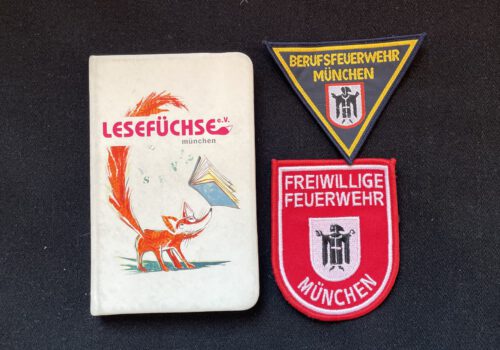 LESEFÜCHSE e.V.
münchen
BERUFSFEUERWEHR
MÜNCHEN
FREIWILLIGE
FEUERWEHR
MÜNCHEN